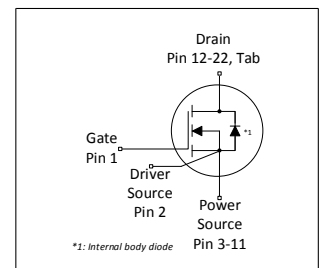 Drain
Pin 12-22, Tab
*1
Gate
Pin 1
Driver
Source
Pin 2
Power
Source
Pin 3-11
*1: Internal body diode